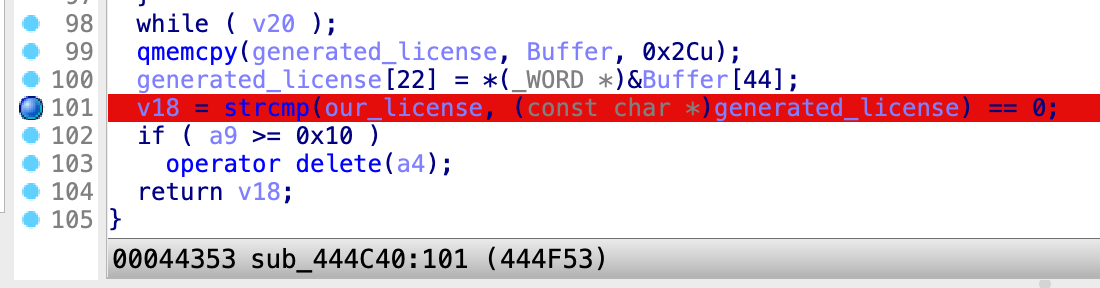 98 while ( v20 );
99 qmemcpy(generated_license, Buffer, 0x2Cu);
100 generated_license[22] = *(_WORD *)&Buffer[44];
101 v18 = strcmp(our_license, (const char *)generated_license) == 0;
102 if ( a9 >= 0x10 )
103 operator delete(a4);
104 return v18;
105 }
00044353 sub_444C40:101 (444F53)